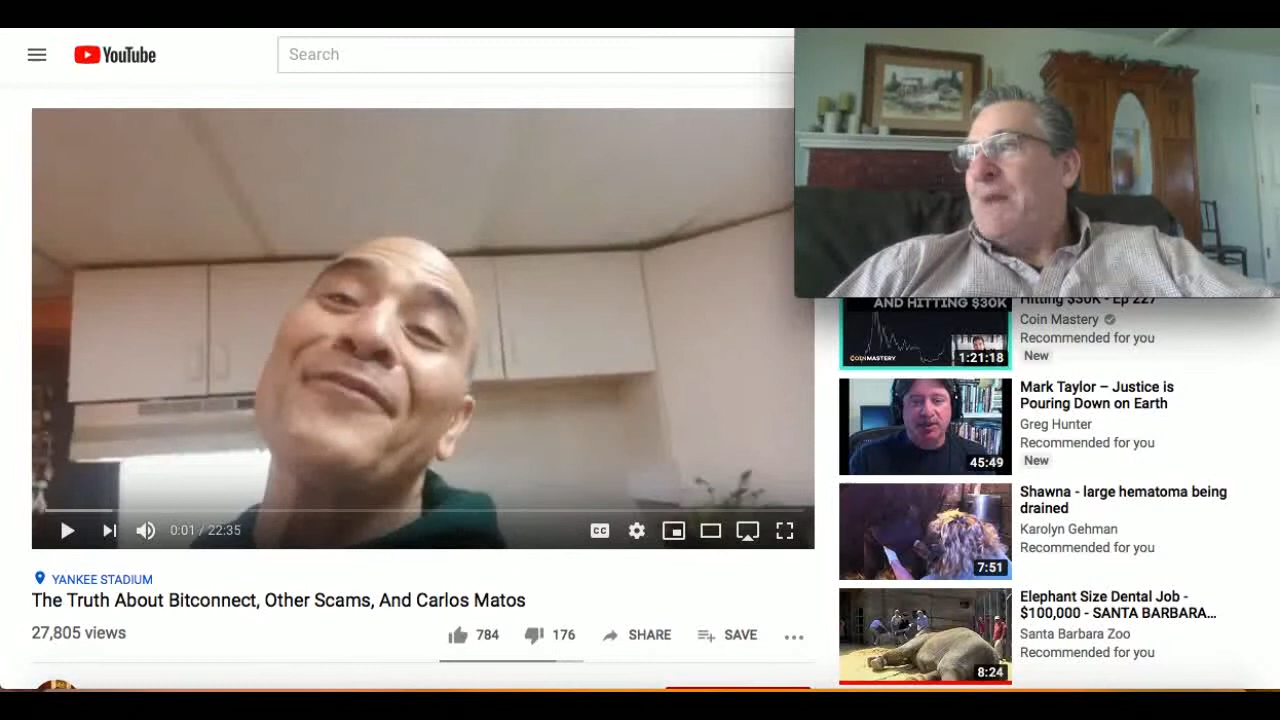 YouTube
Search
0:01 / 22:35
CC
YANKEE STADIUM
The Truth About Bitconnect, Other Scams, And Carlos Matos
27,805 views
784
176
SHARE
SAVE
AND HITTING $30K
COINMASTERY
1:21:18
Hitting $30K - Ep 227
Coin Mastery
Recommended for you
New
45:49
Mark Taylor – Justice is
Pouring Down on Earth
Greg Hunter
Recommended for you
New
7:51
Shawna - large hematoma being
drained
Karolyn Gehman
Recommended for you
8:24
Elephant Size Dental Job -
$100,000 - SANTA BARBARA...
Santa Barbara Zoo
Recommended for you